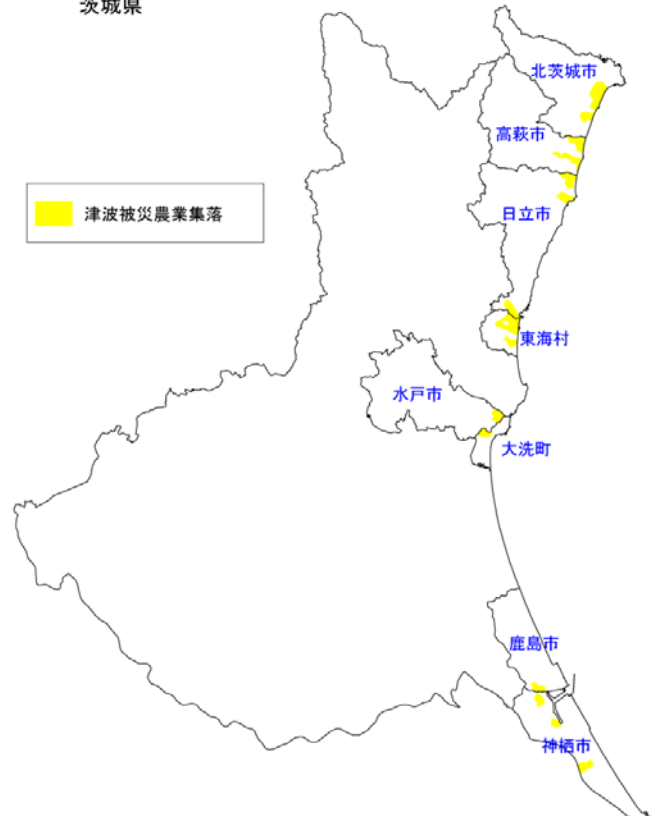 茨城県
北茨城市
高萩市
津波被災農業集落
日立市
東海村
水戸市
大洗町
鹿島市
神栖市